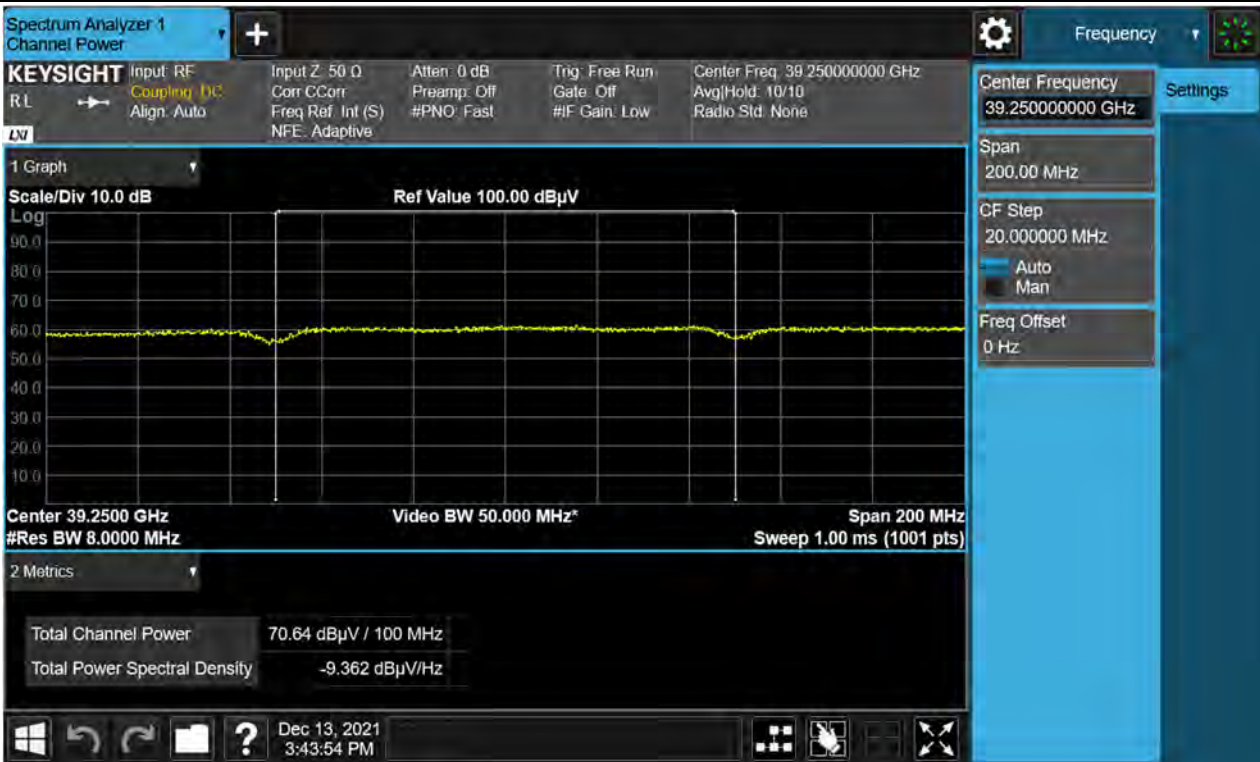 Spectrum Analyzer 1
Channel Power
+
Frequency
KEYSIGHT
RL
LXI
Input: RF
Coupling: DC
Align: Auto
Input Z: 50 Ω
Corr CCorr
Freq Ref: Int (S)
NFE: Adaptive
Atten: 0 dB
Preamp: Off
#PNO: Fast
Trig: Free Run
Gate: Off
#IF Gain: Low
Center Freq: 39.250000000 GHz
Avg|Hold: 10/10
Radio Std: None
Center Frequency
39.250000000 GHz
Settings
Span
200.00 MHz
CF Step
20.000000 MHz
Auto
Man
Freq Offset
0 Hz
1 Graph
Scale/Div 10.0 dB
Ref Value 100.00 dBµV
Log
90.0
80.0
70.0
60.0
50.0
40.0
30.0
20.0
10.0
Center 39.2500 GHz
Video BW 50.000 MHz*
Span 200 MHz
#Res BW 8.0000 MHz
Sweep 1.00 ms (1001 pts)
2 Metrics
Total Channel Power 70.64 dBµV / 100 MHz
Total Power Spectral Density -9.362 dBµV/Hz
?
Dec 13, 2021
3:43:54 PM